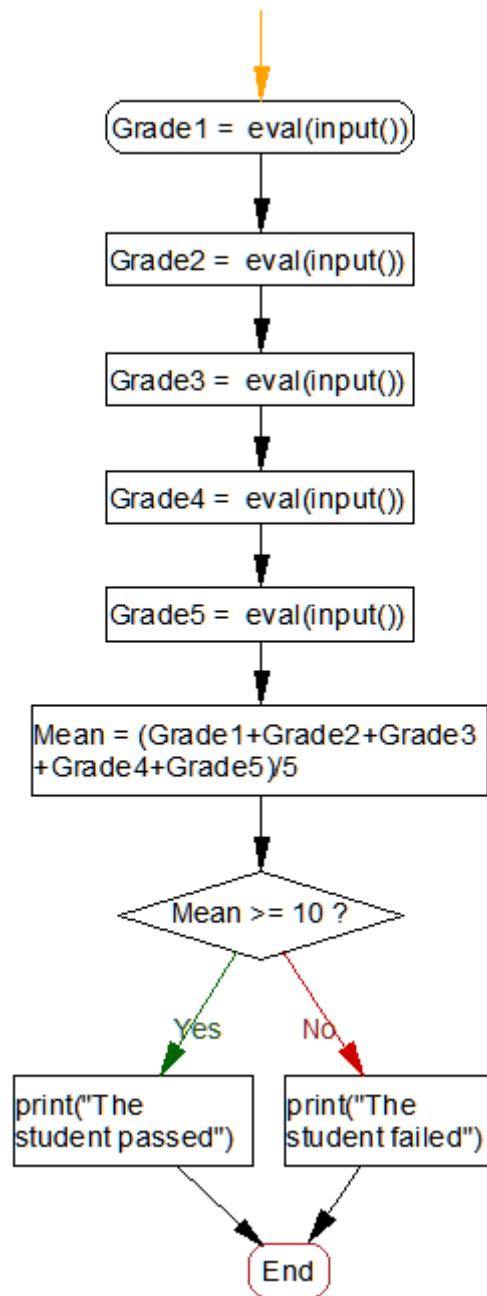 Grade1 =  eval(input())
Grade2 =  eval(input())
Grade3 =  eval(input())
Grade4 =  eval(input())
Grade5 =  eval(input())
Mean = (Grade1+Grade2+Grade3
+Grade4+Grade5)/5
Mean >= 10 ?
Yes
No
print("The
student passed")
print("The
student failed")
End